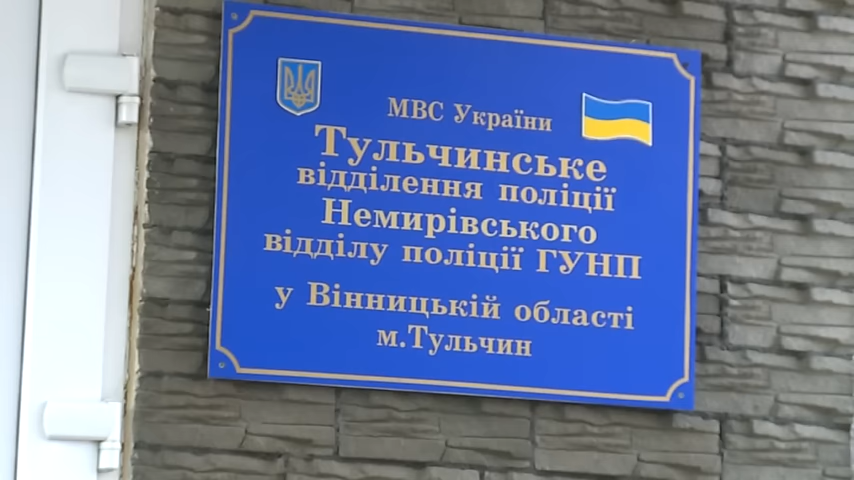 МВС України
Тульчинське
відділення поліції
Немирівського
відділу поліції ГУНП
у Вінницькій області
м.Тульчин